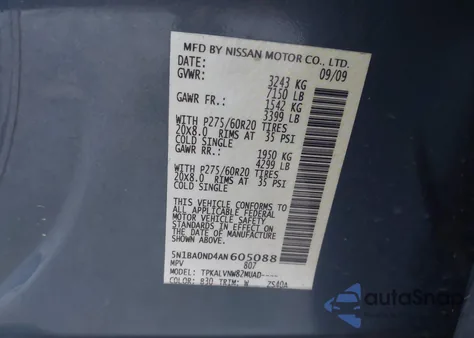 MFD BY NISSAN MOTOR CO., LTD.
DATE: 09/09
GVWR: 3243 KG
7150 LB
GAWR FR.: 1542 KG
3399 LB
WITH P275/60R20 TIRES
20X8.0 RIMS AT 35 PSI
COLD SINGLE
GAWR RR.: 1950 KG
4299 LB
WITH P275/60R20 TIRES
20X8.0 RIMS AT 35 PSI
COLD SINGLE
THIS VEHICLE CONFORMS TO
ALL APPLICABLE FEDERAL
MOTOR VEHICLE SAFETY
STANDARDS IN EFFECT ON
THE DATE OF MANUFACTURE
SHOWN ABOVE.
5N1BA0ND4AN605088
MPV 807
MODEL: TPKALVNW82MUAD----
COLOR: B30 TRIM: W 2540A
autoSnap